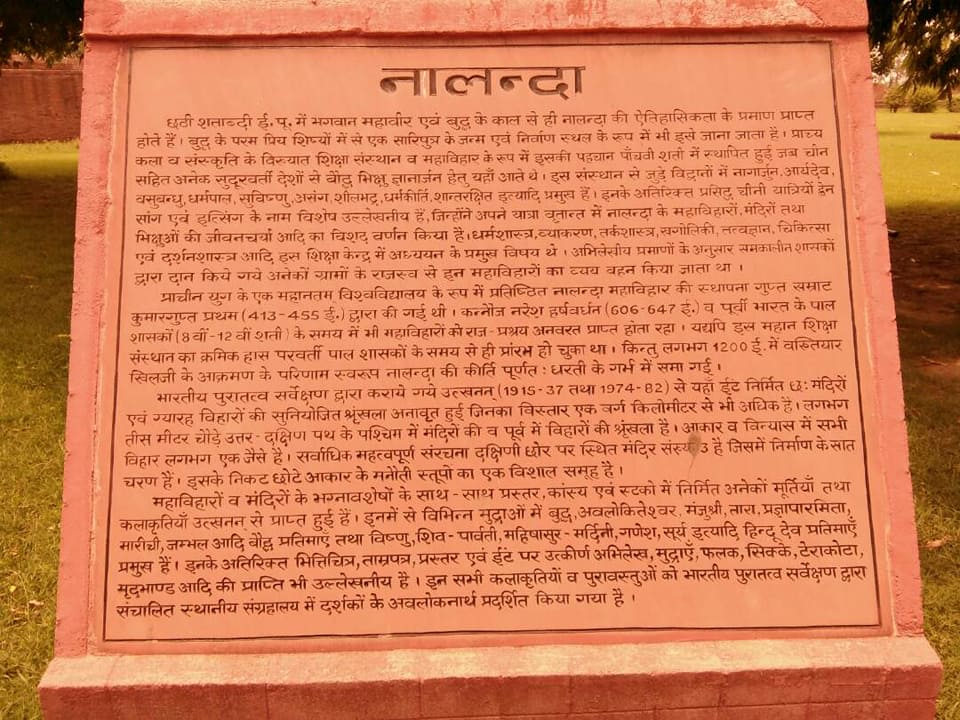 नालन्दा
छठी शताब्दी ई. पू. में भगवान महावीर एवं बुद्ध के काल से ही नालन्दा की ऐतिहासिकता के प्रमाण प्राप्त
होते हैं। बुद्ध के परम प्रिय शिष्यों में से एक सारिपुत्र के जन्म एवं निर्वाण स्थल के रूप में भी इसे जाना जाता है। प्राच्य
कला व संस्कृति के विख्यात शिक्षा संस्थान व महाविहार के रूप में इसकी पहचान पाँचवी शती में स्थापित हुई जब चीन
सहित अनेक सुदूरवर्ती देशों से बौद्ध भिक्षु ज्ञानार्जन हेतु यहाँ आते थे। इस संस्थान से जुड़े विद्वानों में नागार्जुन, आर्यदेव,
वसुबन्धु, धर्मपाल, सुविष्णु, असंग, शीलभद्र, धर्मकीर्ति, शान्तरक्षित इत्यादि प्रमुख हैं। इनके अतिरिक्त प्रसिद्ध चीनी यात्रियों ह्वेन
सांग एवं इत्सिंग के नाम विशेष उल्लेखनीय हैं, जिन्होंने अपने यात्रा वृतान्त में नालन्दा के महाविहारों, मंदिरों तथा
भिक्षुओं की जीवनचर्या आदि का विशद वर्णन किया है। धर्मशास्त्र, व्याकरण, तर्कशास्त्र, खगोलिकी, तत्वज्ञान, चिकित्सा
एवं दर्शनशास्त्र आदि इस शिक्षा केन्द्र में अध्ययन के प्रमुख विषय थे। अभिलेखीय प्रमाणों के अनुसार समकालीन शासकों
द्वारा दान किये गये अनेकों ग्रामों के राजस्व से इन महाविहारों का व्यय वहन किया जाता था।
प्राचीन युग के एक महानतम विश्वविद्यालय के रूप में प्रतिष्ठित नालन्दा महाविहार की स्थापना गुप्त सम्राट
कुमारगुप्त प्रथम (413-455 ई.) द्वारा की गई थी। कन्नौज नरेश हर्षवर्धन (606-647 ई.) व पूर्वी भारत के पाल
शासकों (8 वीं-12 वीं शती) के समय में भी महाविहारों को राज-प्रश्रय अनवरत प्राप्त होता रहा। यद्यपि इस महान शिक्षा
संस्थान का क्रमिक ह्रास परवर्ती पाल शासकों के समय से ही प्रारंभ हो चुका था। किन्तु लगभग 1200 ई. में बख्तियार
खिलजी के आक्रमण के परिणाम स्वरूप नालन्दा की कीर्ति पूर्णत: धरती के गर्भ में समा गई।
भारतीय पुरातत्व सर्वेक्षण द्वारा कराये गये उत्खनन (1915-37 तथा 1974-82) से यहाँ ईंट निर्मित छ: मंदिरों
एवं ग्यारह विहारों की सुनियोजित श्रृंखला अनावृत हुई जिनका विस्तार एक वर्ग किलोमीटर से भी अधिक है। लगभग
तीस मीटर चौड़े उत्तर-दक्षिण पथ के पश्चिम में मंदिरों की व पूर्व में विहारों की श्रृंखला है। आकार व विन्यास में सभी
विहार लगभग एक जैसे हैं। सर्वाधिक महत्वपूर्ण संरचना दक्षिणी छोर पर स्थित मंदिर संख्या 3 है जिसमें निर्माण के सात
चरण हैं। इसके निकट छोटे आकार के मनौती स्तूपों का एक विशाल समूह है।
महाविहारों व मंदिरों के भग्नावशेषों के साथ-साथ प्रस्तर, कांस्य एवं स्टको में निर्मित अनेकों मूर्तियाँ तथा
कलाकृतियाँ उत्खनन से प्राप्त हुई हैं। इनमें से विभिन्न मुद्राओं में बुद्ध, अवलोकितेश्वर, मंजुश्री, तारा, प्रज्ञापारमिता,
मारीची, जम्भल आदि बौद्ध प्रतिमाएँ तथा विष्णु, शिव-पार्वती, महिषासुर-मर्दिनी, गणेश, सूर्य इत्यादि हिन्दू देव प्रतिमाएँ
प्रमुख हैं। इनके अतिरिक्त भित्तिचित्र, ताम्रपत्र, प्रस्तर एवं ईंट पर उत्कीर्ण अभिलेख, मुद्राएँ, फलक, सिक्के, टेराकोटा,
मृदभाण्ड आदि की प्राप्ति भी उल्लेखनीय है। इन सभी कलाकृतियों व पुरावस्तुओं को भारतीय पुरातत्व सर्वेक्षण द्वारा
संचालित स्थानीय संग्रहालय में दर्शकों के अवलोकनार्थ प्रदर्शित किया गया है।